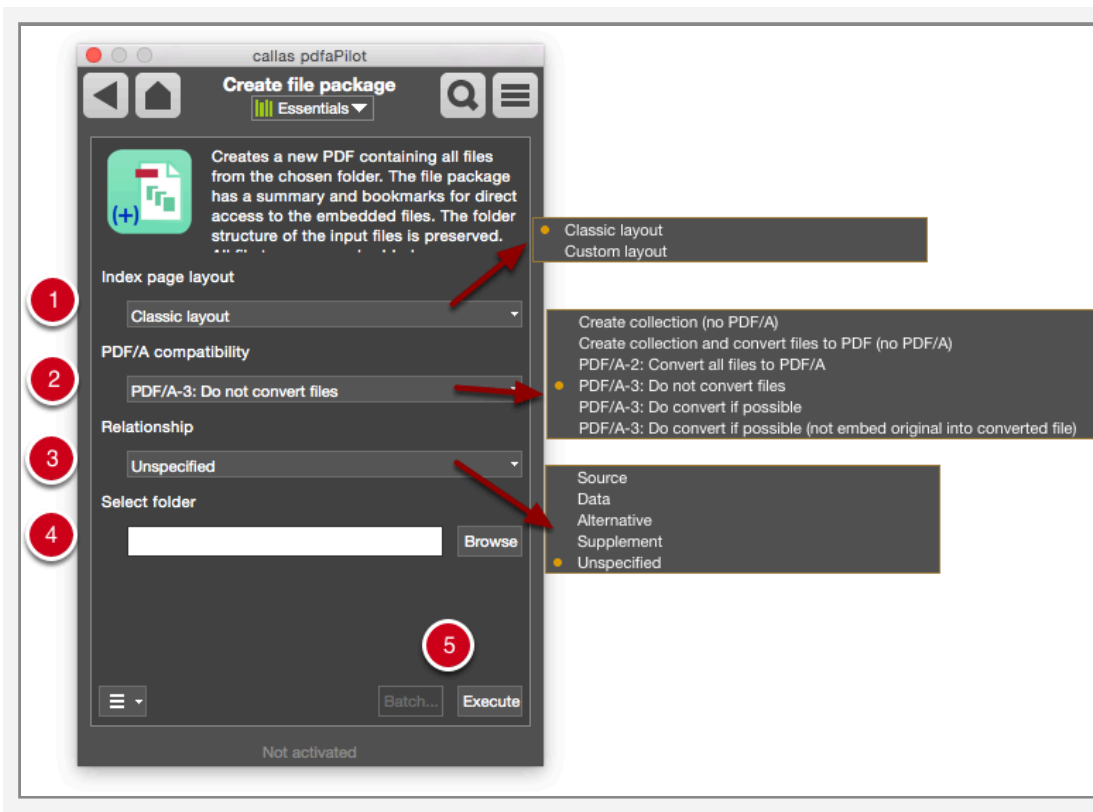 callas pdfaPilot
Create file package
Essentials
Creates a new PDF containing all files
from the chosen folder. The file package
has a summary and bookmarks for direct
access to the embedded files. The folder
structure of the input files is preserved.
Classic layout
Custom layout
Index page layout
1
Classic layout
PDF/A compatibility
2
PDF/A-3: Do not convert files
Create collection (no PDF/A)
Create collection and convert files to PDF (no PDF/A)
PDF/A-2: Convert all files to PDF/A
PDF/A-3: Do not convert files
PDF/A-3: Do convert if possible
PDF/A-3: Do convert if possible (not embed original into converted file)
Relationship
3
Unspecified
Source
Data
Alternative
Supplement
Unspecified
Select folder
4
Browse
5
Batch...
Execute
Not activated
(+)